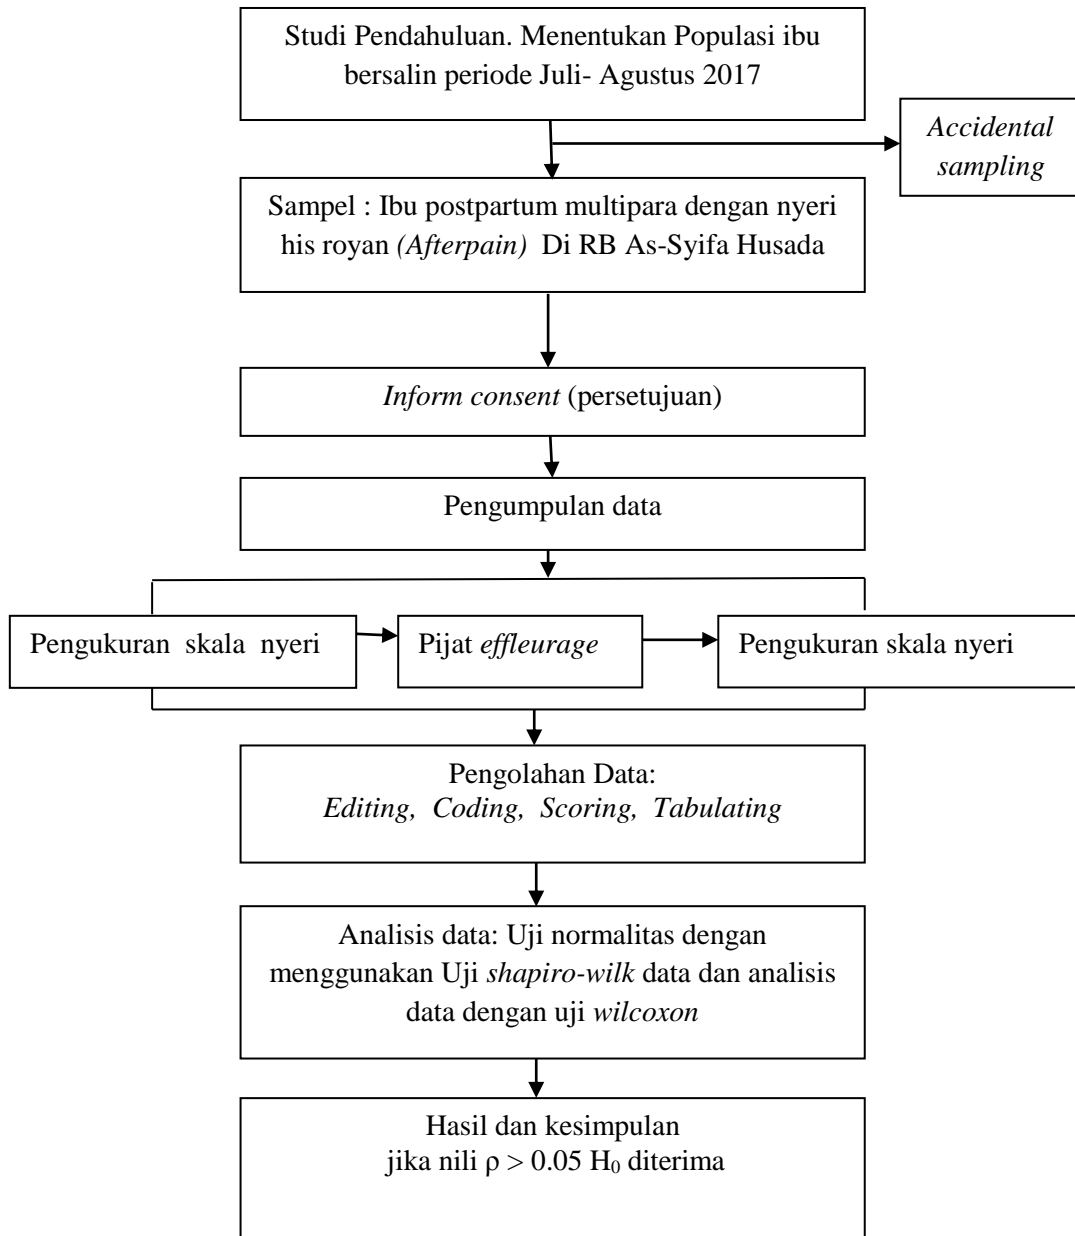 Studi Pendahuluan. Menentukan Populasi ibu
bersalin periode Juli- Agustus 2017
Accidental
sampling
Sampel : Ibu postpartum multipara dengan nyeri
his royan (Afterpain) Di RB As-Syifa Husada
Inform consent (persetujuan)
Pengumpulan data
Pengukuran skala nyeri
Pijat effleurage
Pengukuran skala nyeri
Pengolahan Data:
Editing, Coding, Scoring, Tabulating
Analisis data: Uji normalitas dengan
menggunakan Uji shapiro-wilk data dan analisis
data dengan uji wilcoxon
Hasil dan kesimpulan
jika nili ρ > 0.05 H₀ diterima